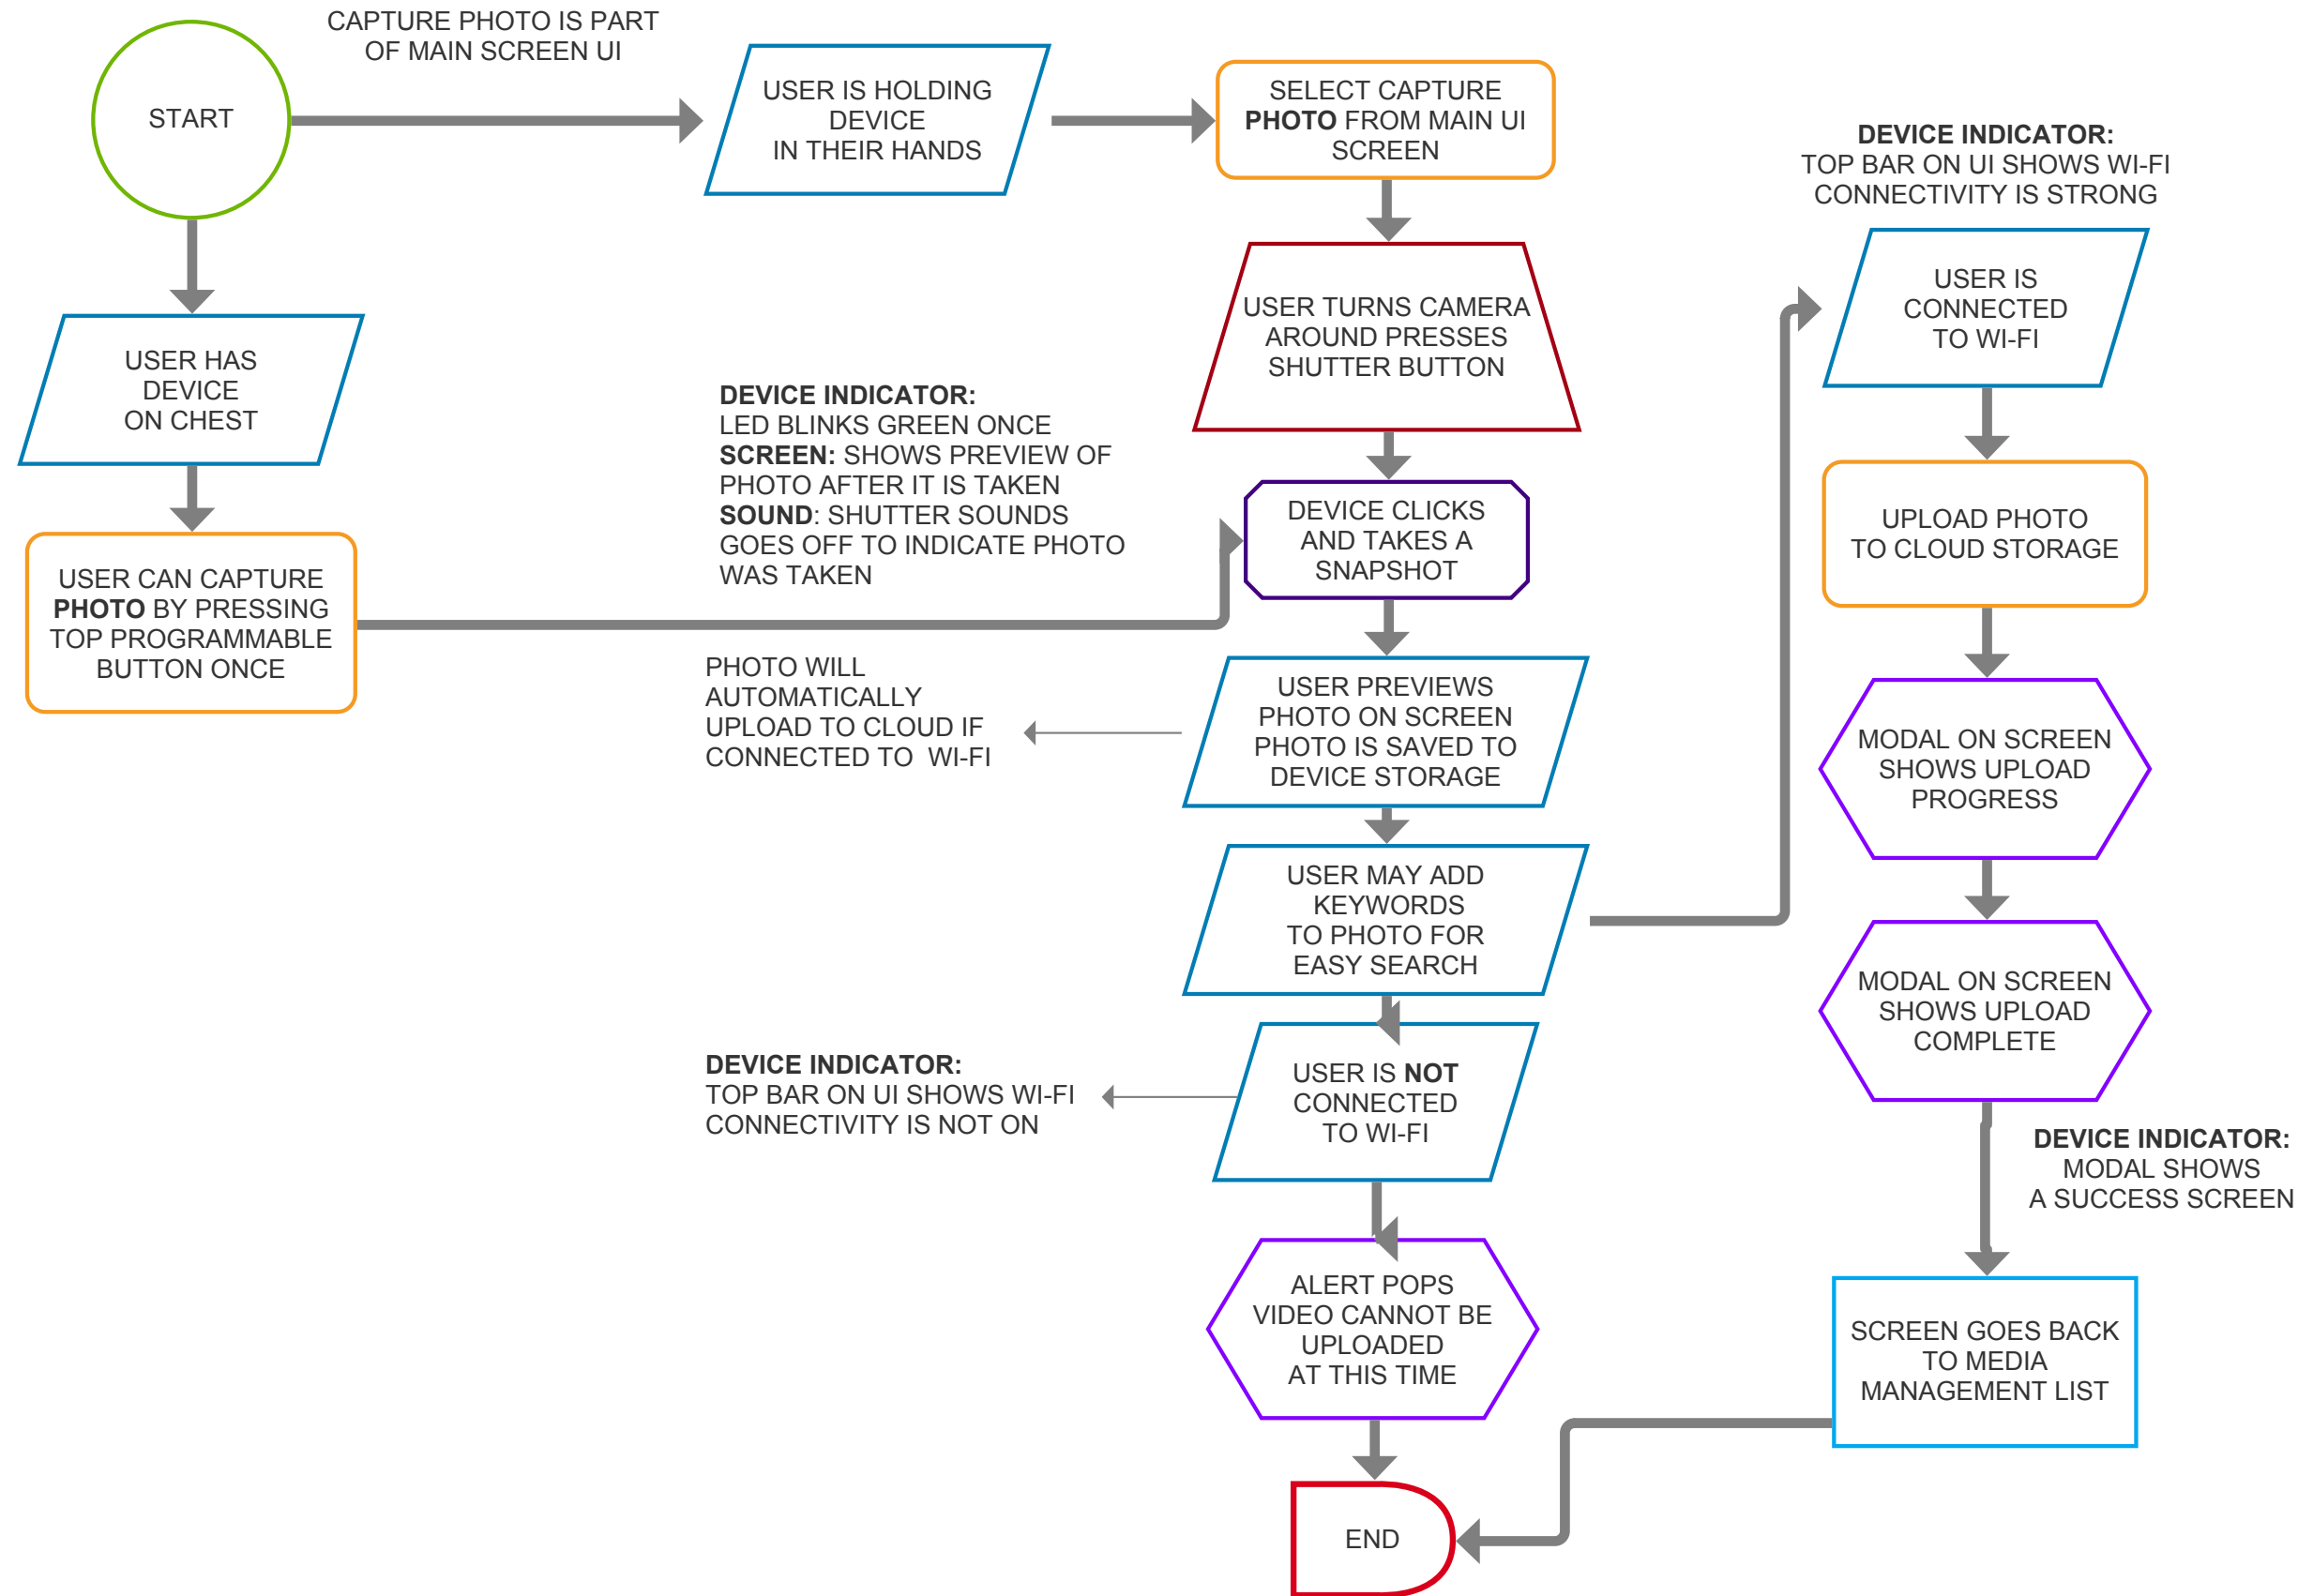 CAPTURE PHOTO IS PART
OF MAIN SCREEN UI
START
USER IS HOLDING
DEVICE
IN THEIR HANDS
SELECT CAPTURE
PHOTO FROM MAIN UI
SCREEN
USER HAS
DEVICE
ON CHEST
USER CAN CAPTURE
PHOTO BY PRESSING
TOP PROGRAMMABLE
BUTTON ONCE
USER TURNS CAMERA
AROUND PRESSES
SHUTTER BUTTON
DEVICE INDICATOR:
LED BLINKS GREEN ONCE
SCREEN: SHOWS PREVIEW OF
PHOTO AFTER IT IS TAKEN
SOUND: SHUTTER SOUNDS
GOES OFF TO INDICATE PHOTO
WAS TAKEN
DEVICE CLICKS
AND TAKES A
SNAPSHOT
PHOTO WILL
AUTOMATICALLY
UPLOAD TO CLOUD IF
CONNECTED TO  WI-FI
USER PREVIEWS
PHOTO ON SCREEN
PHOTO IS SAVED TO
DEVICE STORAGE
USER MAY ADD
KEYWORDS
TO PHOTO FOR
EASY SEARCH
DEVICE INDICATOR:
TOP BAR ON UI SHOWS WI-FI
CONNECTIVITY IS NOT ON
USER IS NOT
CONNECTED
TO WI-FI
ALERT POPS
VIDEO CANNOT BE
UPLOADED
AT THIS TIME
DEVICE INDICATOR:
TOP BAR ON UI SHOWS WI-FI
CONNECTIVITY IS STRONG
USER IS
CONNECTED
TO WI-FI
UPLOAD PHOTO
TO CLOUD STORAGE
MODAL ON SCREEN
SHOWS UPLOAD
PROGRESS
MODAL ON SCREEN
SHOWS UPLOAD
COMPLETE
DEVICE INDICATOR:
MODAL SHOWS
A SUCCESS SCREEN
SCREEN GOES BACK
TO MEDIA
MANAGEMENT LIST
END